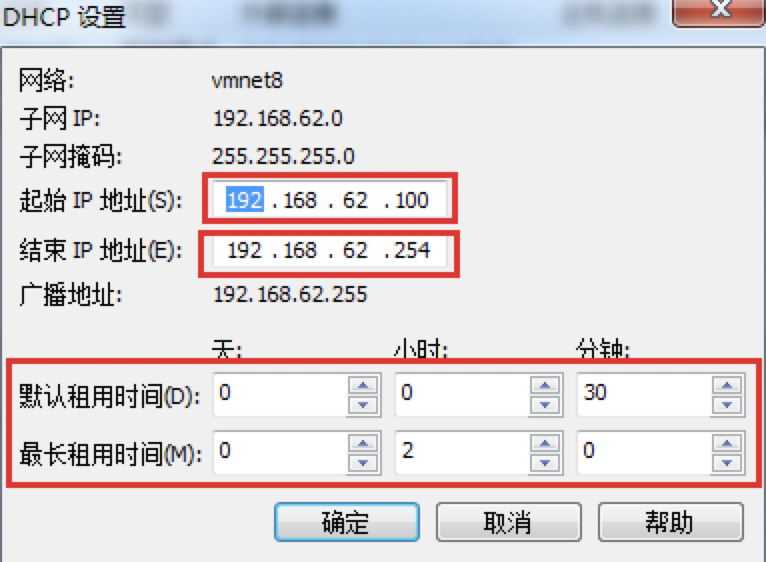 DHCP 设置
网络: vmnet8
子网 IP: 192.168.62.0
子网掩码: 255.255.255.0
起始 IP 地址(S): 192 . 168 . 62 . 100
结束 IP 地址(E): 192 . 168 . 62 . 254
广播地址: 192.168.62.255
天: 小时: 分钟:
默认租用时间(D): 0 0 30
最长租用时间(M): 0 2 0
确定 取消 帮助